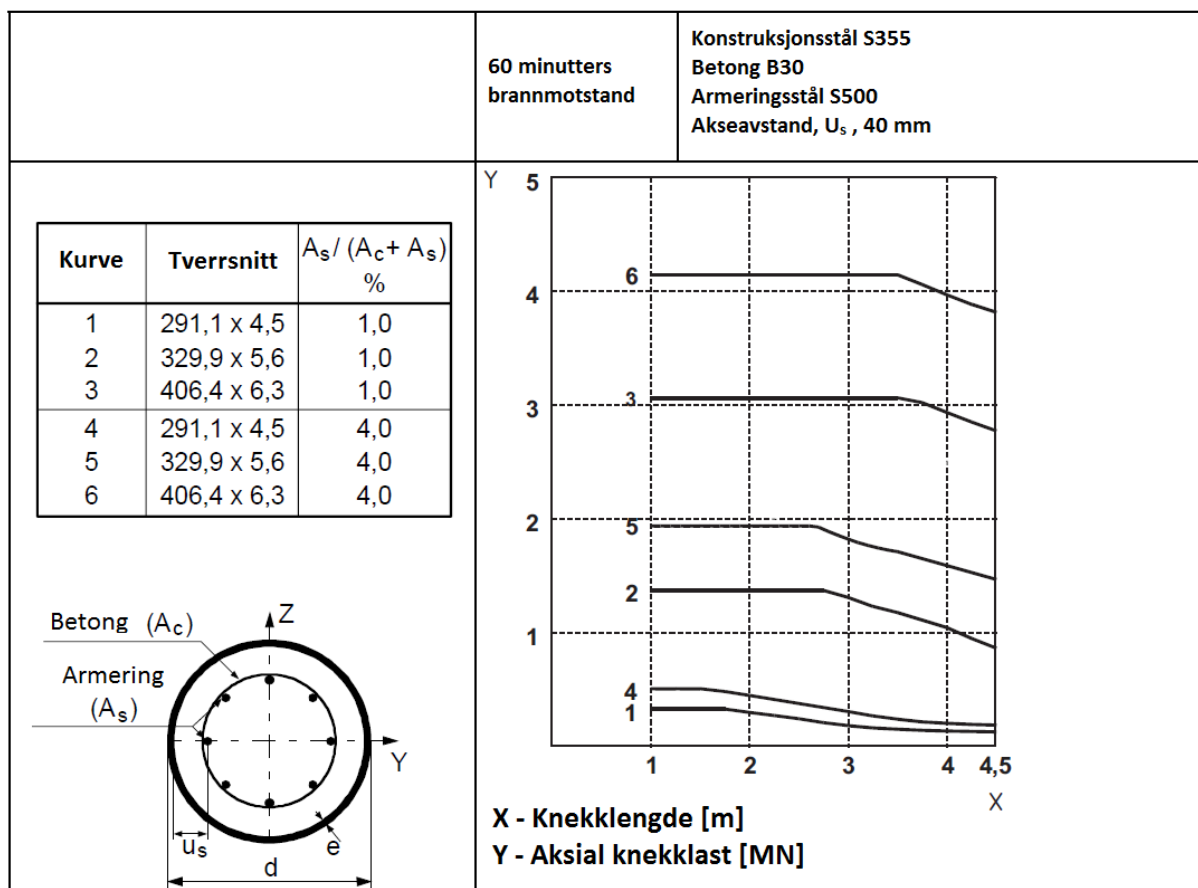 60 minutters
brannmotstand
Konstruksjonsstål S355
Betong B30
Armeringsstål S500
Akseavstand, Uₛ , 40 mm
Kurve Tverrsnitt Aₛ / (A꜀ + Aₛ) %
1 291,1 x 4,5 1,0
2 329,9 x 5,6 1,0
3 406,4 x 6,3 1,0
4 291,1 x 4,5 4,0
5 329,9 x 5,6 4,0
6 406,4 x 6,3 4,0
Betong (A꜀)
Armering
(Aₛ)
Z
Y
uₛ
e
d
Y
5
6
4
3
3
2
5
2
1
4
1
1 2 3 4 4,5
X
X - Knekklengde [m]
Y - Aksial knekklast [MN]